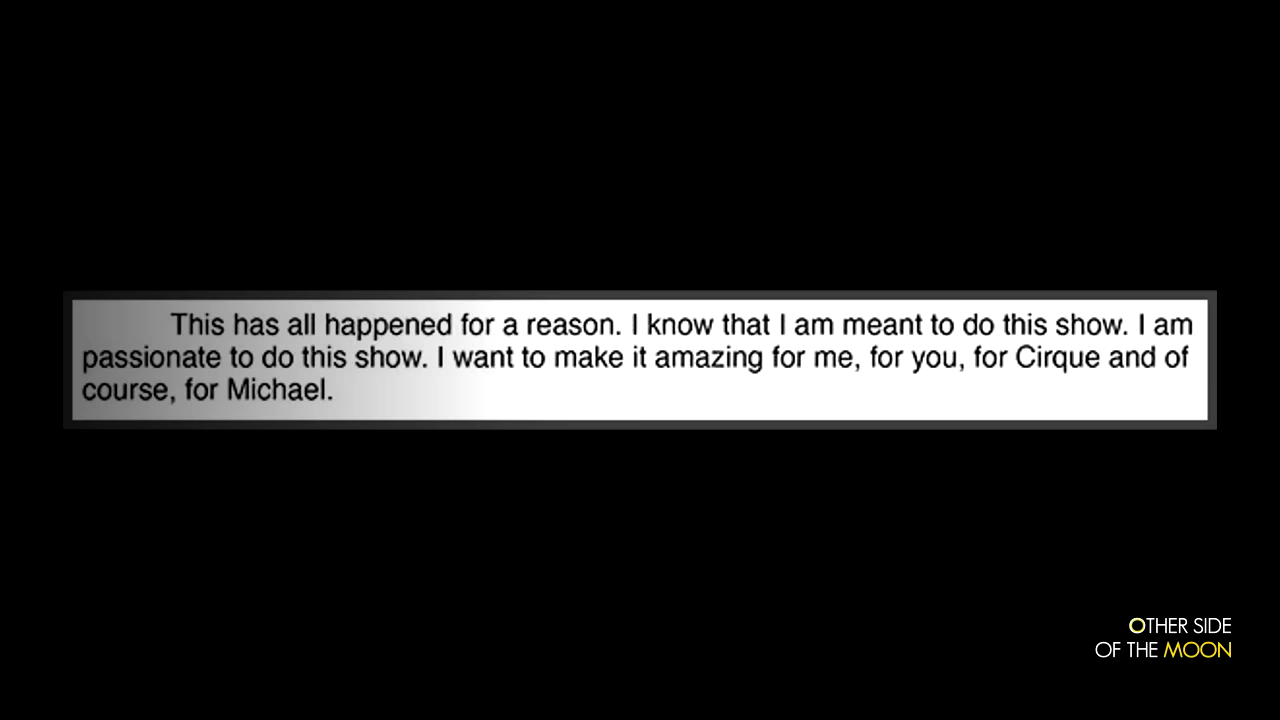 This has all happened for a reason. I know that I am meant to do this show. I am
passionate to do this show. I want to make it amazing for me, for you, for Cirque and of
course, for Michael.
OTHER SIDE
OF THE MOON